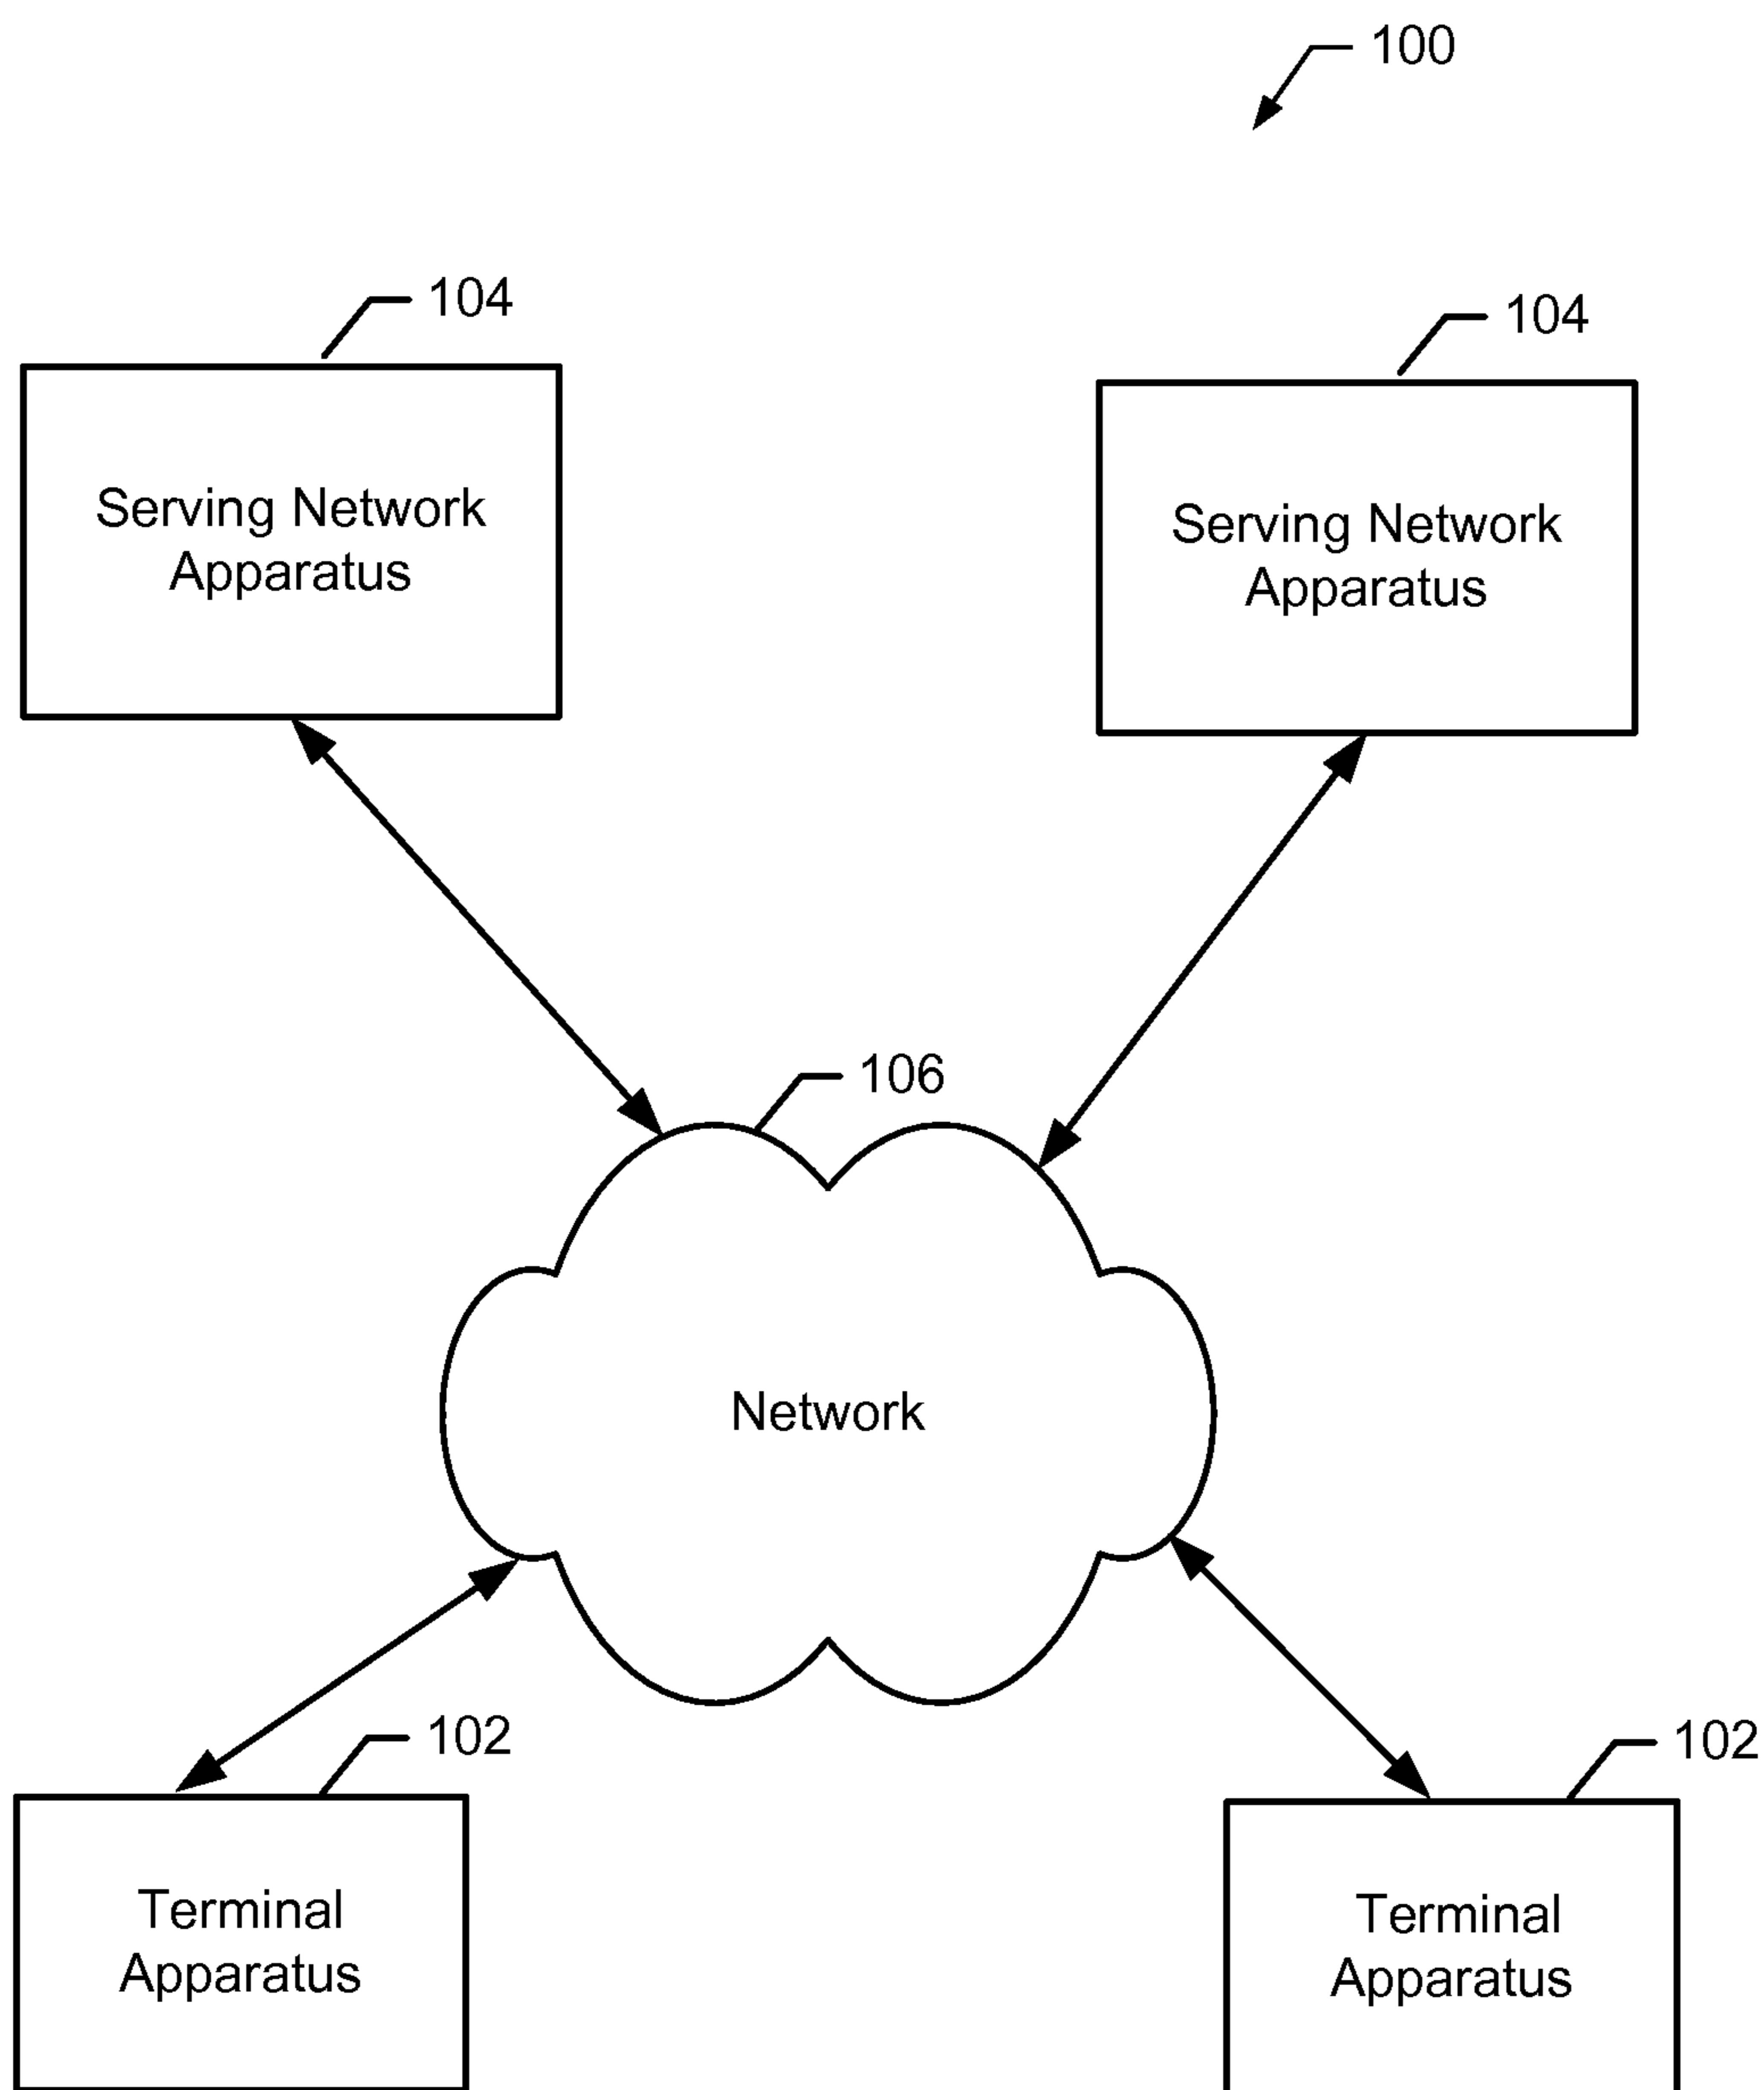 100
104
104
Serving Network
Apparatus
Serving Network
Apparatus
106
Network
102
102
Terminal
Apparatus
Terminal
Apparatus